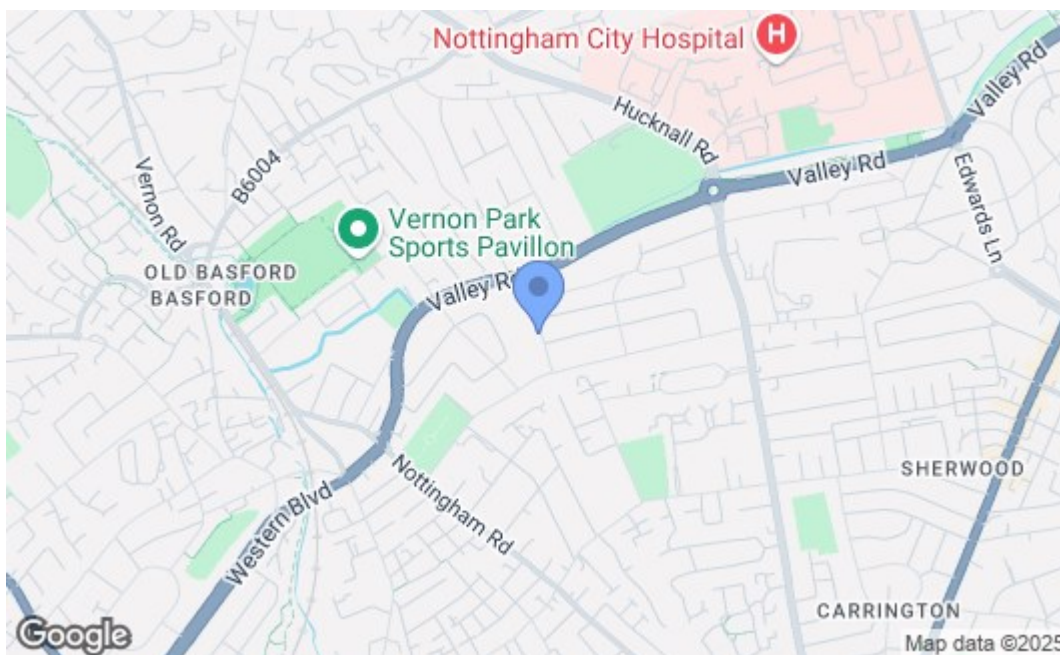 Nottingham City Hospital
H
Valley Rd
Hucknall Rd
Valley Rd
Edwards Ln
B6004
Vernon Rd
Vernon Park
Sports Pavillon
OLD BASFORD
BASFORD
Valley Rd
Nottingham Rd
Western Blvd
SHERWOOD
CARRINGTON
Google
Map data ©2025